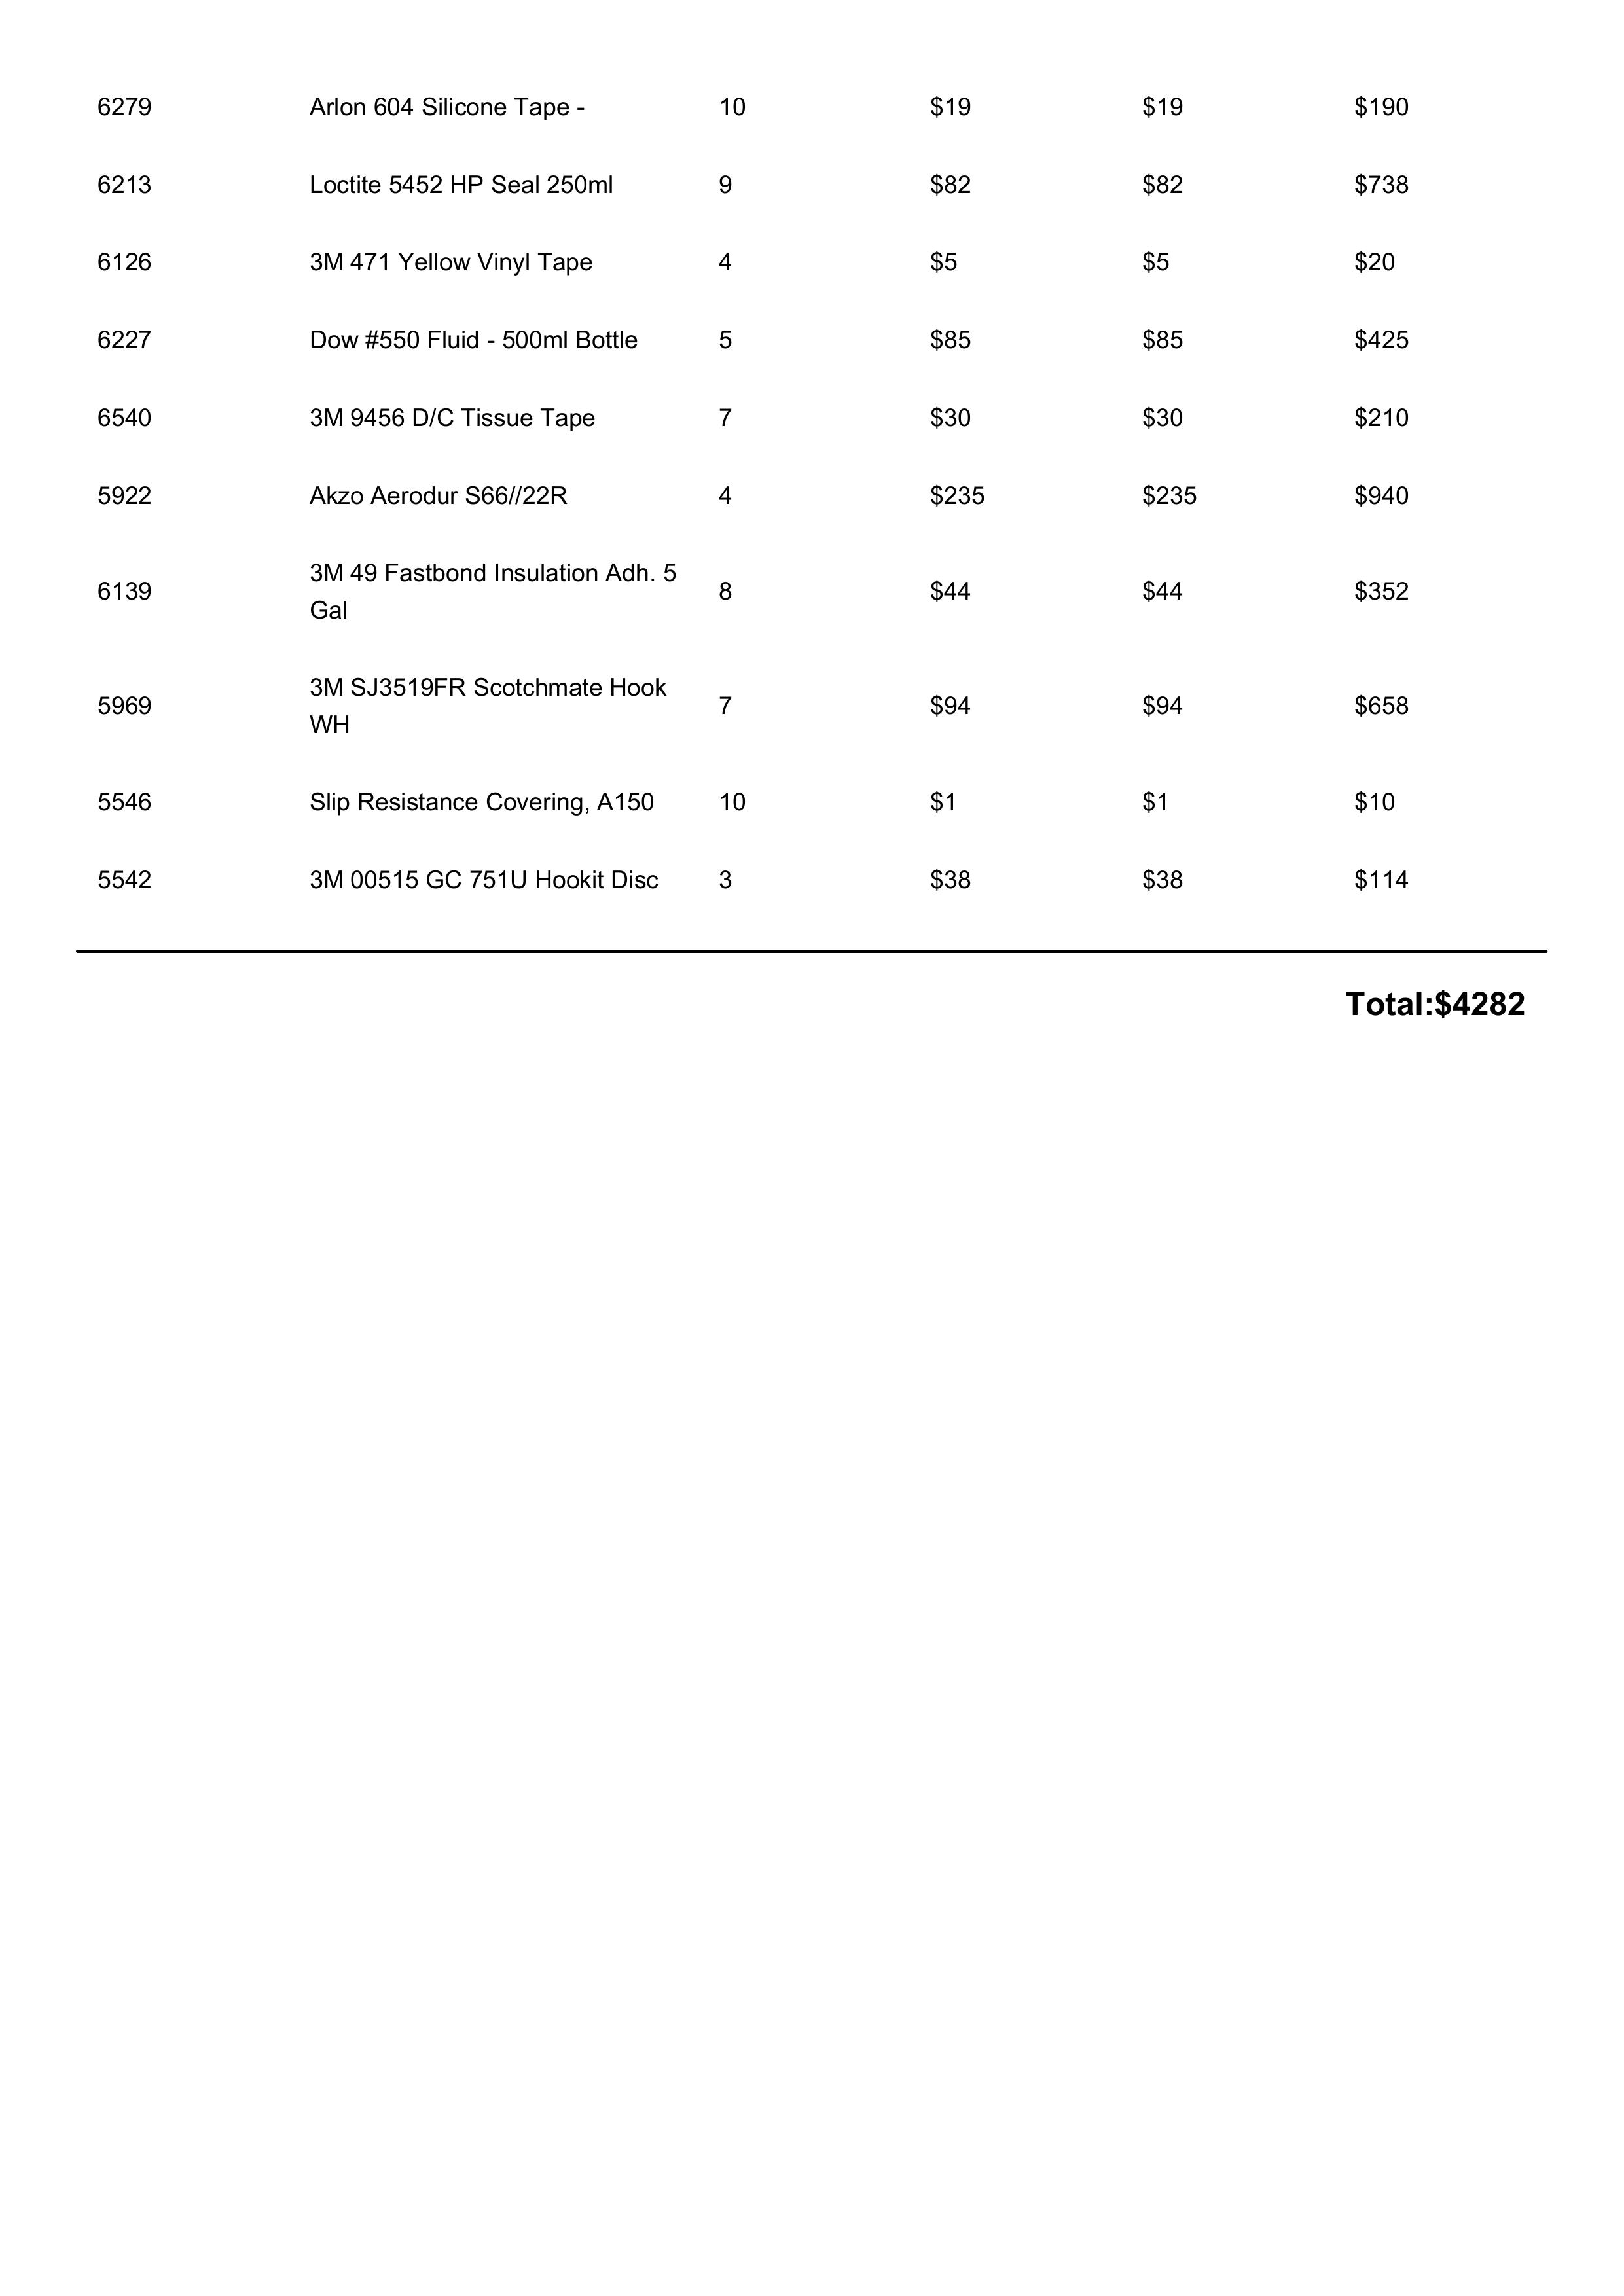 6279 Arlon 604 Silicone Tape - 10 $19 $19 $190
6213 Loctite 5452 HP Seal 250ml 9 $82 $82 $738
6126 3M 471 Yellow Vinyl Tape 4 $5 $5 $20
6227 Dow #550 Fluid - 500ml Bottle 5 $85 $85 $425
6540 3M 9456 D/C Tissue Tape 7 $30 $30 $210
5922 Akzo Aerodur S66//22R 4 $235 $235 $940
6139 3M 49 Fastbond Insulation Adh. 5 8 $44 $44 $352
Gal
5969 3M SJ3519FR Scotchmate Hook 7 $94 $94 $658
WH
5546 Slip Resistance Covering, A150 10 $1 $1 $10
5542 3M 00515 GC 751U Hookit Disc 3 $38 $38 $114
Total:$4282